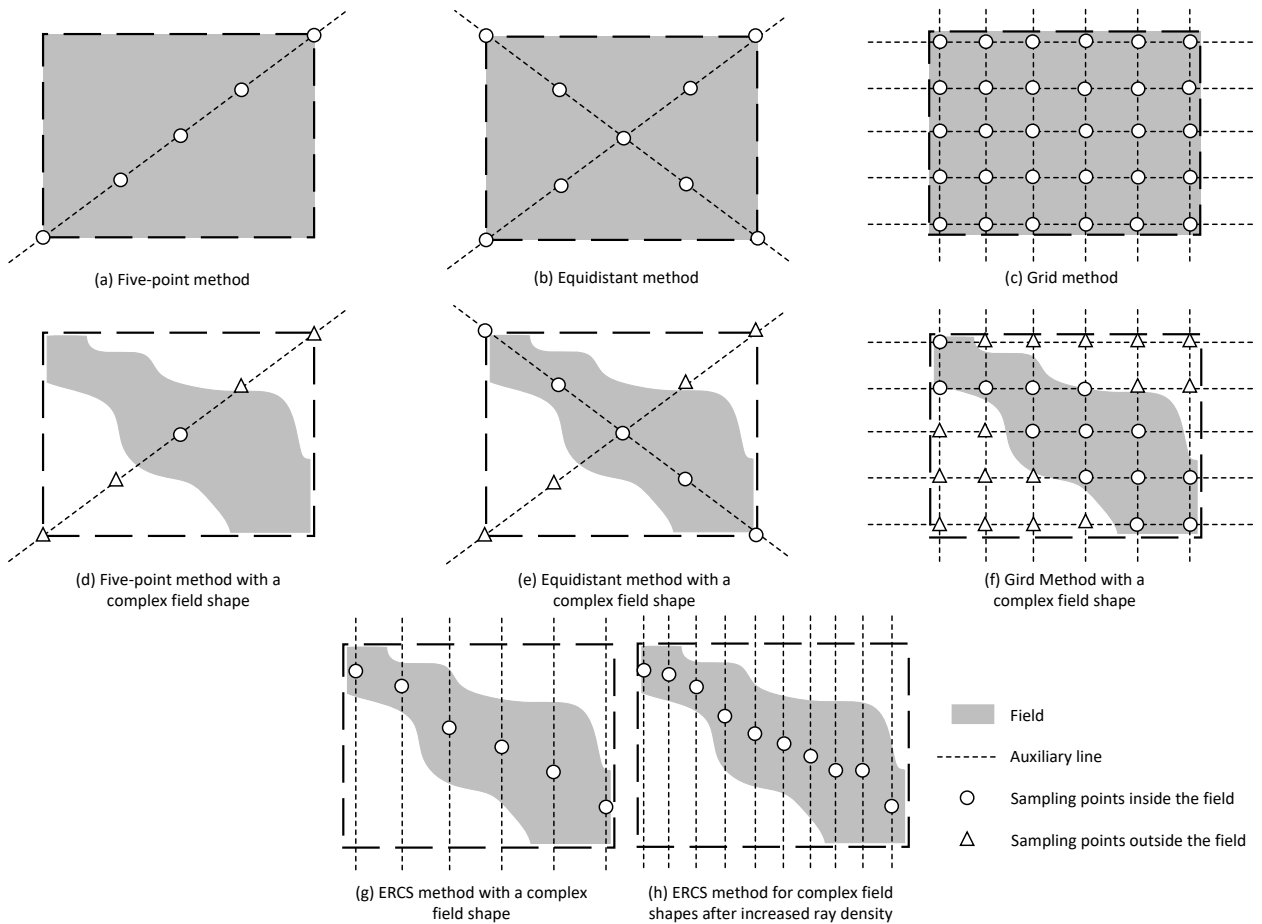 (a) Five-point method
(b) Equidistant method
(c) Grid method
(d) Five-point method with a
complex field shape
(e) Equidistant method with a
complex field shape
(f) Gird Method with a
complex field shape
(g) ERCS method with a complex
field shape
(h) ERCS method for complex field
shapes after increased ray density
Field
Auxiliary line
Sampling points inside the field
Sampling points outside the field